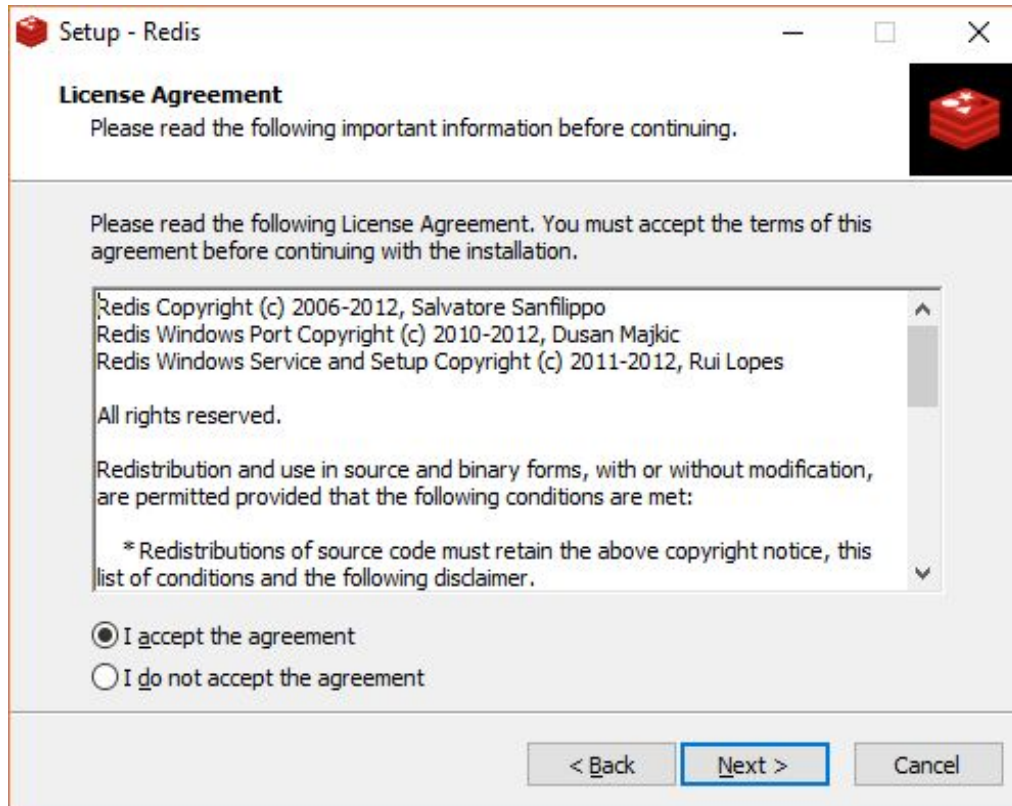 Setup - Redis
License Agreement
Please read the following important information before continuing.
Please read the following License Agreement. You must accept the terms of this
agreement before continuing with the installation.
Redis Copyright (c) 2006-2012, Salvatore Sanfilippo
Redis Windows Port Copyright (c) 2010-2012, Dusan Majkic
Redis Windows Service and Setup Copyright (c) 2011-2012, Rui Lopes
All rights reserved.
Redistribution and use in source and binary forms, with or without modification,
are permitted provided that the following conditions are met:
* Redistributions of source code must retain the above copyright notice, this
list of conditions and the following disclaimer.
I accept the agreement
I do not accept the agreement
< Back
Next >
Cancel